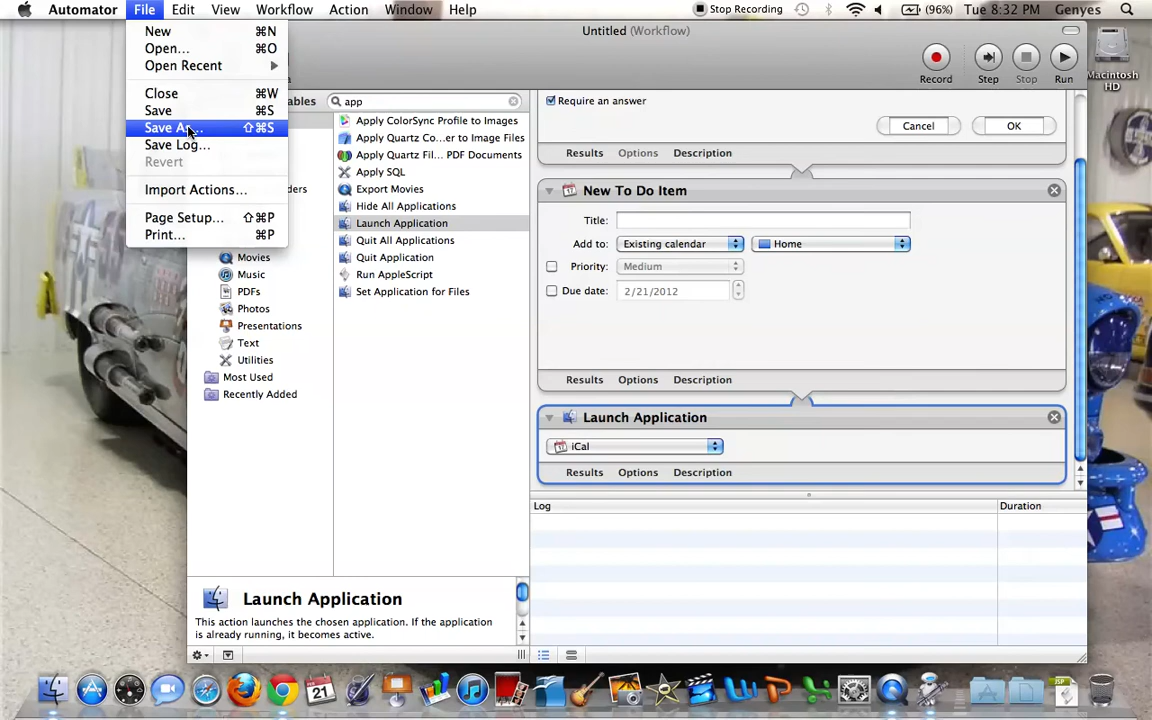 Automator File Edit View Workflow Action Window Help Stop Recording (96%) Tue 8:32 PM Genyes
New ⌘N
Open... ⌘O
Open Recent
Close ⌘W
Save ⌘S
Save As... ⇧⌘S
Save Log...
Revert
Import Actions...
Page Setup... ⇧⌘P
Print... ⌘P
Untitled (Workflow)
Record Step Stop Run
Macintosh HD
app
Movies
Music
PDFs
Photos
Presentations
Text
Utilities
Most Used
Recently Added
Apply ColorSync Profile to Images
Apply Quartz Co...er to Image Files
Apply Quartz Fil... PDF Documents
Apply SQL
Export Movies
Hide All Applications
Launch Application
Quit All Applications
Quit Application
Run AppleScript
Set Application for Files
Require an answer
Cancel OK
Results Options Description
New To Do Item
Title:
Add to: Existing calendar Home
Priority: Medium
Due date: 2/21/2012
Results Options Description
Launch Application
iCal
Results Options Description
Log Duration
Launch Application
This action launches the chosen application. If the application
is already running, it becomes active.
21